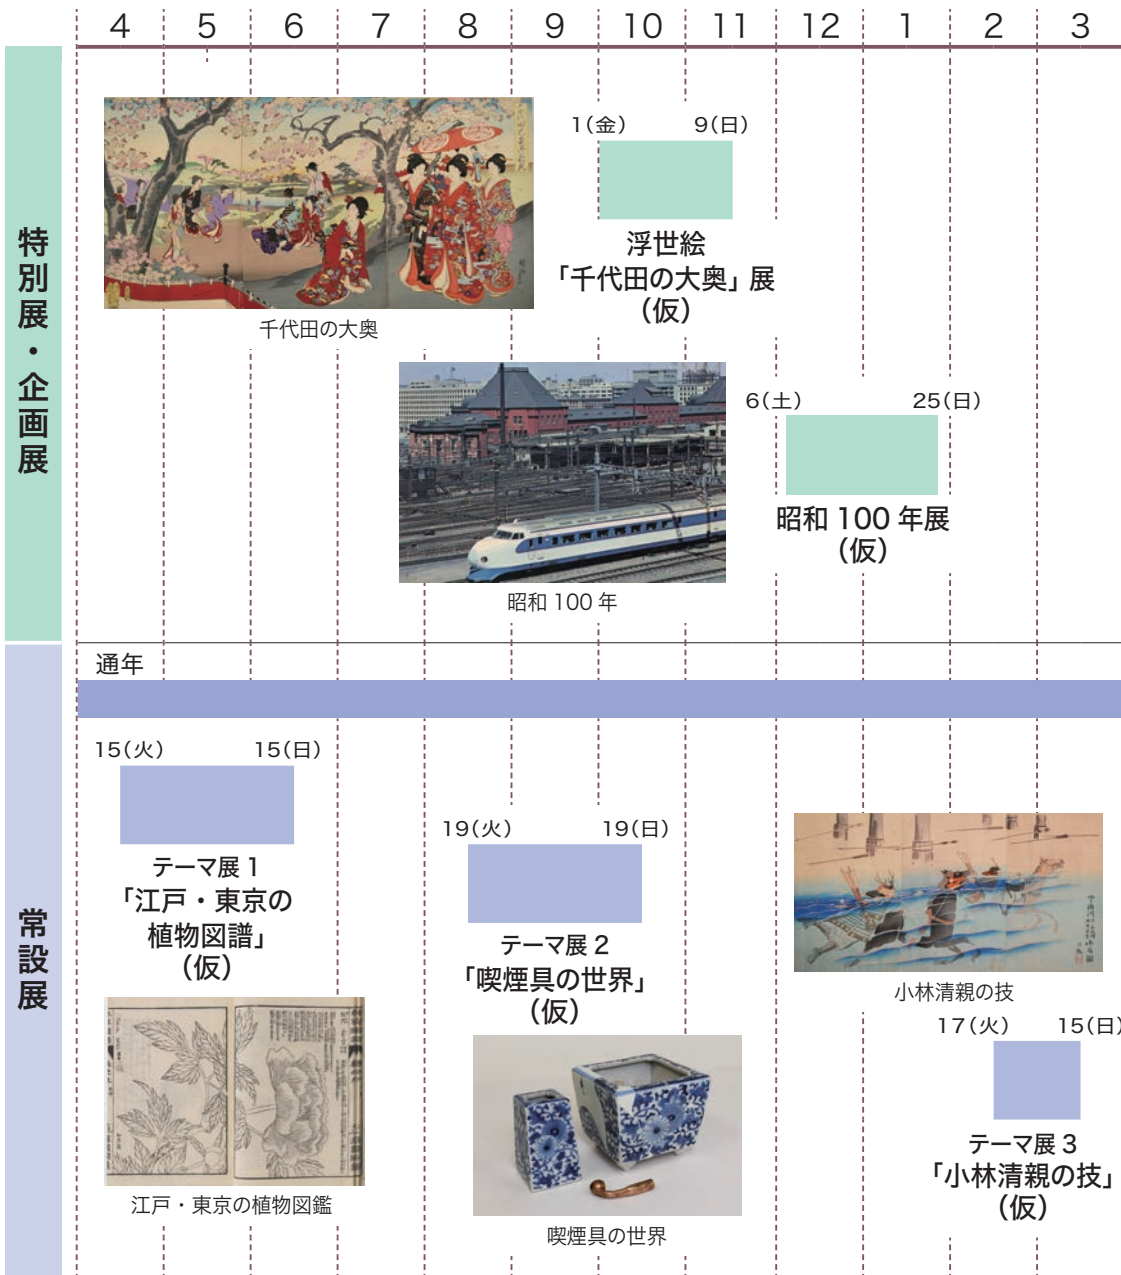 4 5 6 7 8 9 10 11 12 1 2 3
特別展・企画展
1(金) 9(日)
浮世絵
「千代田の大奥」展
(仮)
千代田の大奥
6(土) 25(日)
昭和 100 年展
(仮)
昭和 100 年
常設展
通年
15(火) 15(日)
テーマ展 1
「江戸・東京の
植物図譜」
(仮)
江戸・東京の植物図鑑
19(火) 19(日)
テーマ展 2
「喫煙具の世界」
(仮)
喫煙具の世界
小林清親の技
17(火) 15(日)
テーマ展 3
「小林清親の技」
(仮)